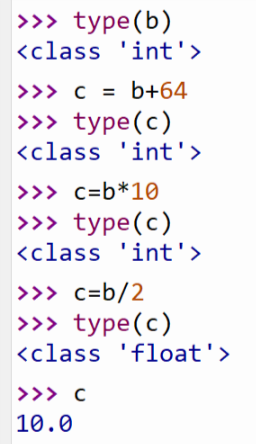 >>> type(b)
<class 'int'>
>>> c = b+64
>>> type(c)
<class 'int'>
>>> c=b*10
>>> type(c)
<class 'int'>
>>> c=b/2
>>> type(c)
<class 'float'>
>>> c
10.0